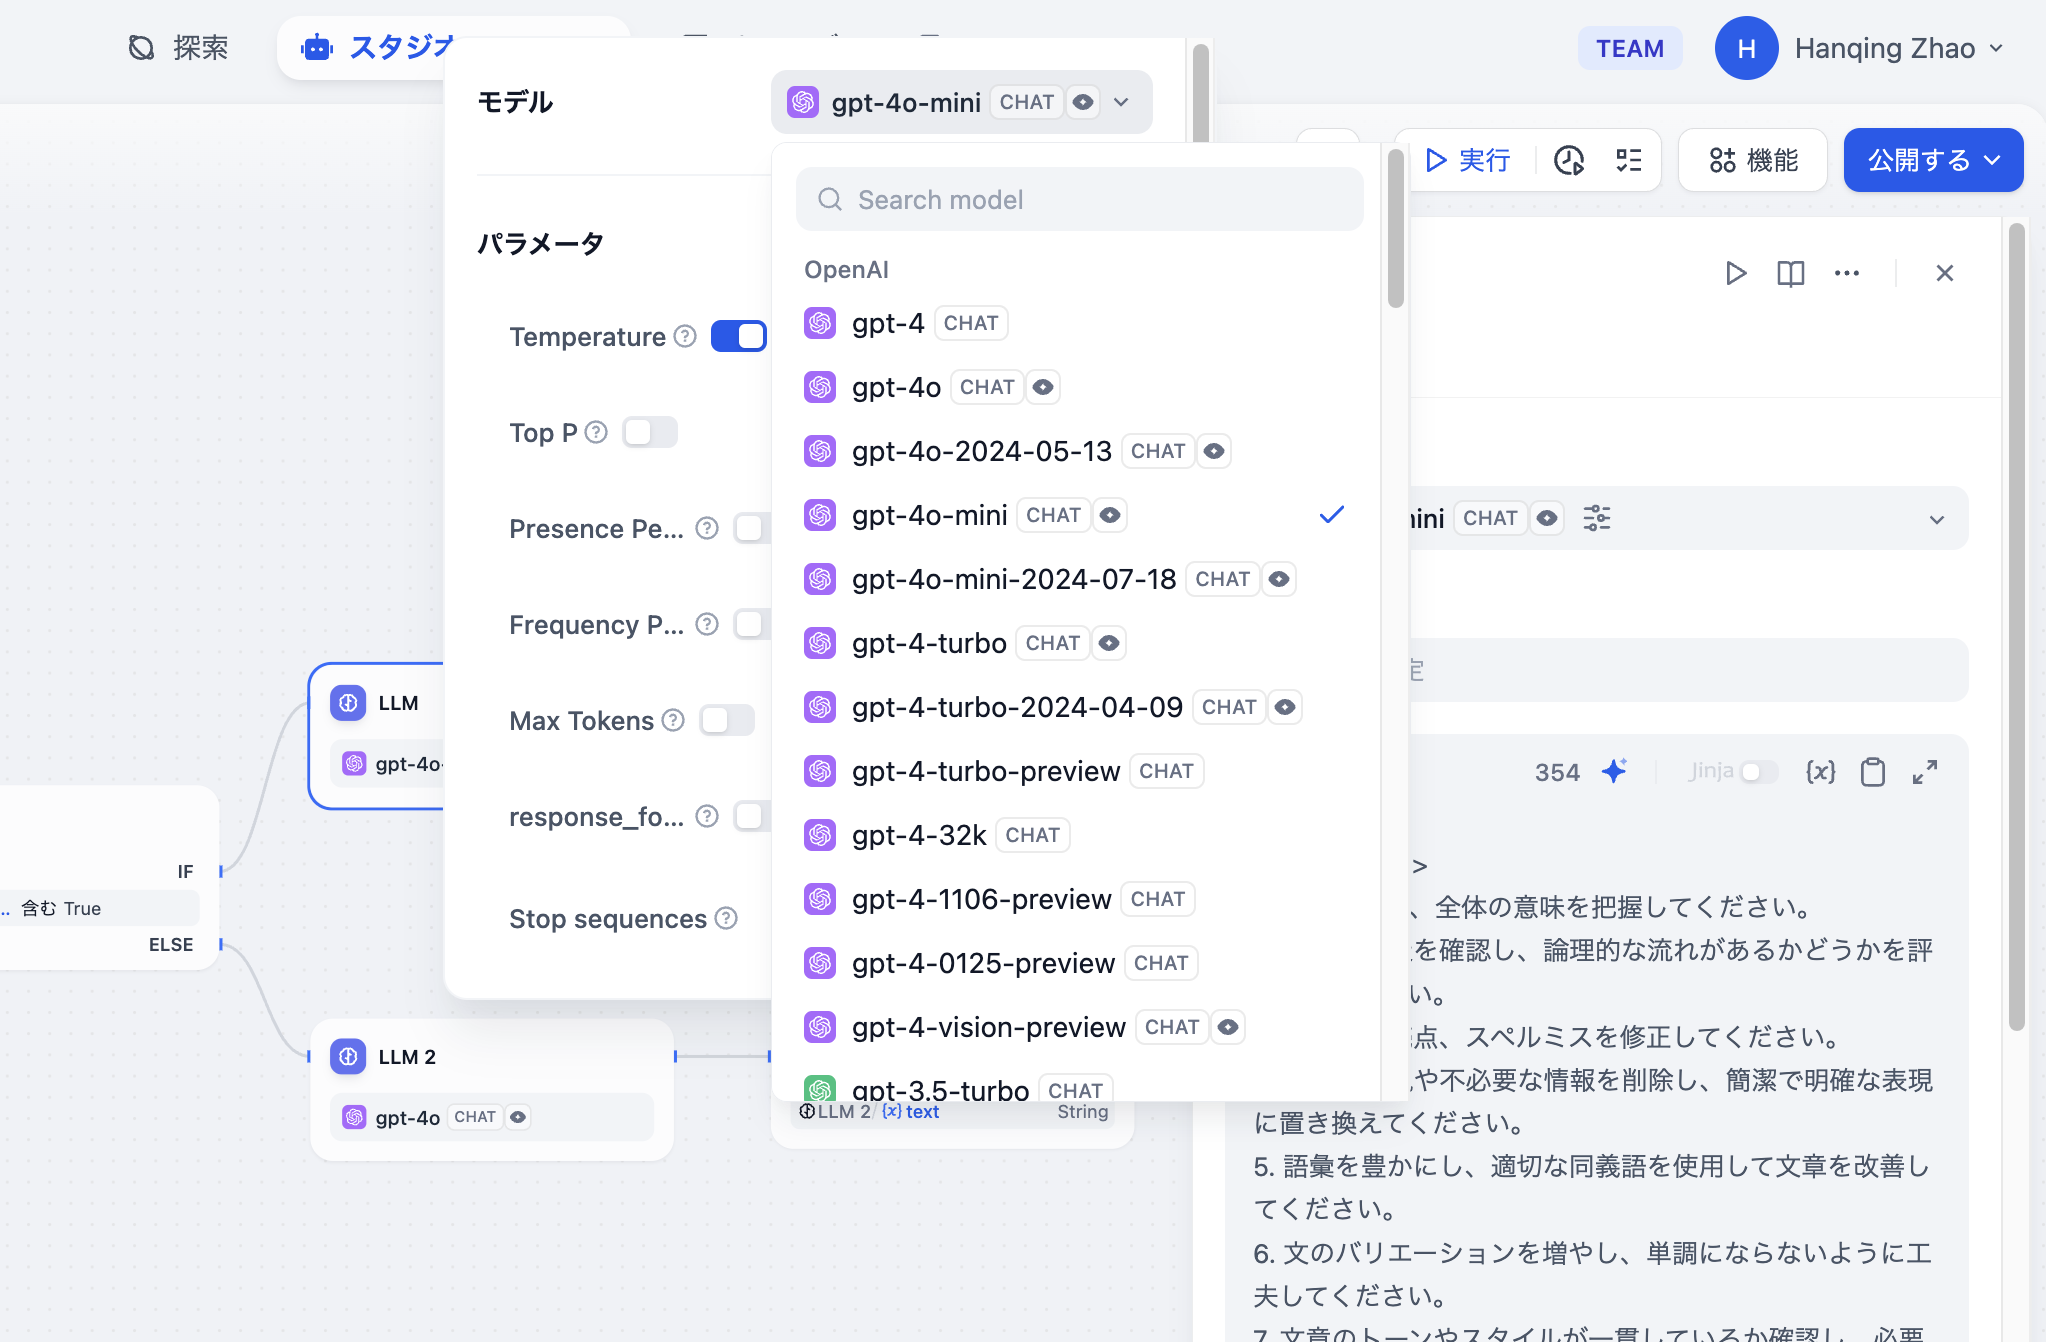 探索
スタジオ
TEAM
H
Hanqing Zhao
モデル
gpt-4o-mini CHAT
実行
機能
公開する
Search model
パラメータ
OpenAI
Temperature
Top P
Presence Pe...
Frequency P...
Max Tokens
response_fo...
Stop sequences
gpt-4 CHAT
gpt-4o CHAT
gpt-4o-2024-05-13 CHAT
gpt-4o-mini CHAT
gpt-4o-mini-2024-07-18 CHAT
gpt-4-turbo CHAT
gpt-4-turbo-2024-04-09 CHAT
gpt-4-turbo-preview CHAT
gpt-4-32k CHAT
gpt-4-1106-preview CHAT
gpt-4-0125-preview CHAT
gpt-4-vision-preview CHAT
gpt-3.5-turbo CHAT
LLM
gpt-4o-
IF
.. 含む True
ELSE
LLM 2
gpt-4o CHAT
LLM 2 / {x} text
String
ini CHAT
定
354
Jinja
{x}
>
、全体の意味を把握してください。
を確認し、論理的な流れがあるかどうかを評
い。
点、スペルミスを修正してください。
や不必要な情報を削除し、簡潔で明確な表現
に置き換えてください。
5. 語彙を豊かにし、適切な同義語を使用して文章を改善し
てください。
6. 文のバリエーションを増やし、単調にならないように工
夫してください。
7. 文章のトーンやスタイルが一貫しているか確認し、必要